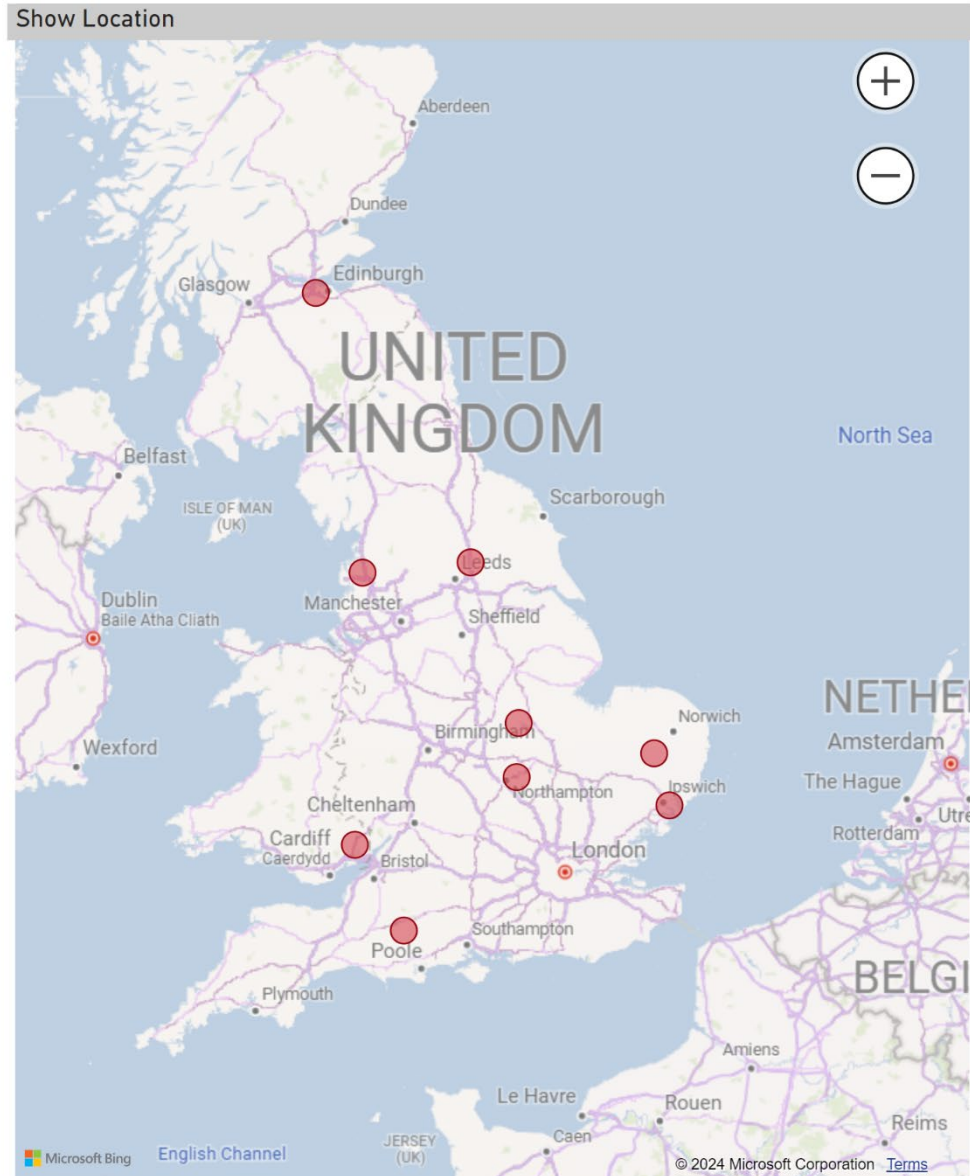 Show Location
Aberdeen
Dundee
Edinburgh
Glasgow
UNITED
KINGDOM
North Sea
Belfast
ISLE OF MAN
(UK)
Scarborough
Leeds
Dublin
Baile Atha Cliath
Manchester
Sheffield
NETHE
Norwich
Birmingham
Amsterdam
Wexford
The Hague
Ipswich
Northampton
Cheltenham
Utre
Rotterdam
Cardiff
Caerdydd
Bristol
London
Southampton
Poole
BELGI
Plymouth
Amiens
Le Havre
Rouen
Reims
Caen
JERSEY
(UK)
English Channel
Microsoft Bing
© 2024 Microsoft Corporation Terms